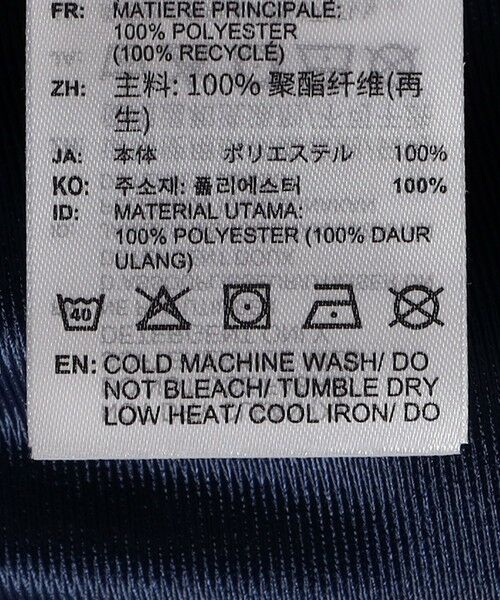 FR: MATIÈRE PRINCIPALE:
100% POLYESTER
(100% RECYCLÉ)
ZH: 主料: 100% 聚酯纤维(再
生)
JA: 本体 ポリエステル 100%
KO: 주소재: 폴리에스터 100%
ID: MATERIAL UTAMA:
100% POLYESTER (100% DAUR
ULANG)
40
EN: COLD MACHINE WASH/ DO
NOT BLEACH/ TUMBLE DRY
LOW HEAT/ COOL IRON/ DO